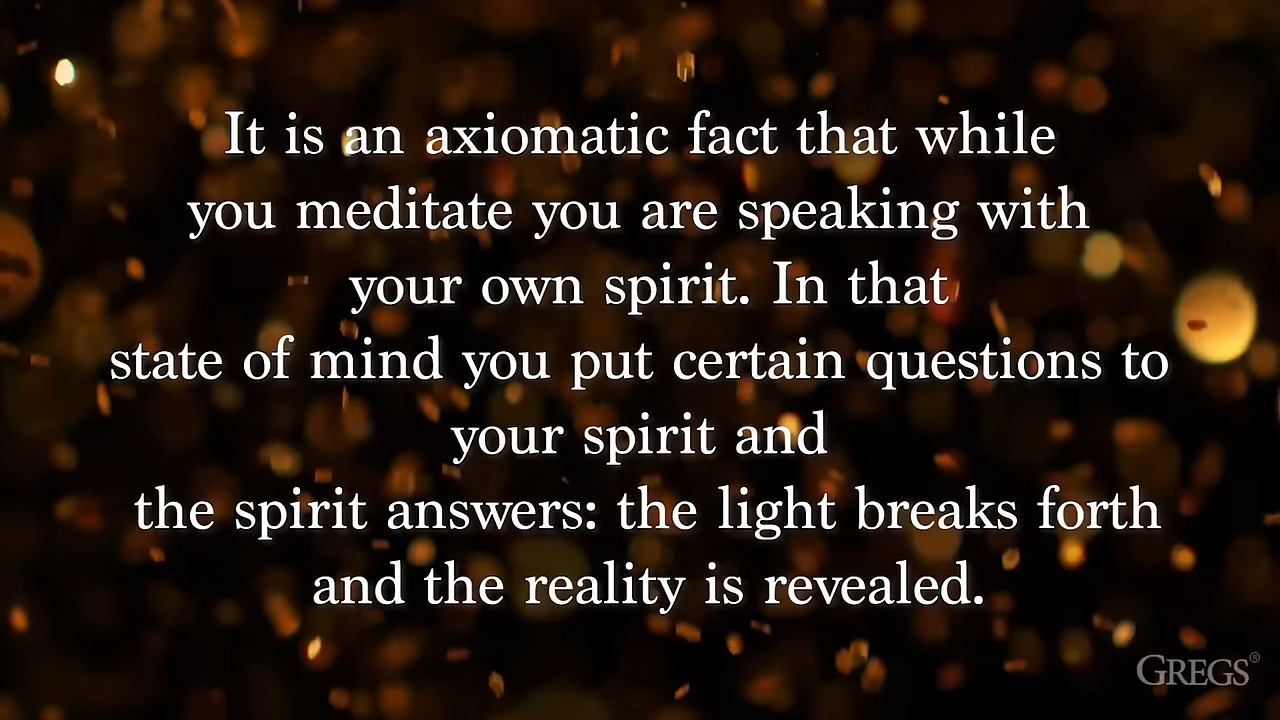 It is an axiomatic fact that while
you meditate you are speaking with
your own spirit. In that
state of mind you put certain questions to
your spirit and
the spirit answers: the light breaks forth
and the reality is revealed.
GREGS®